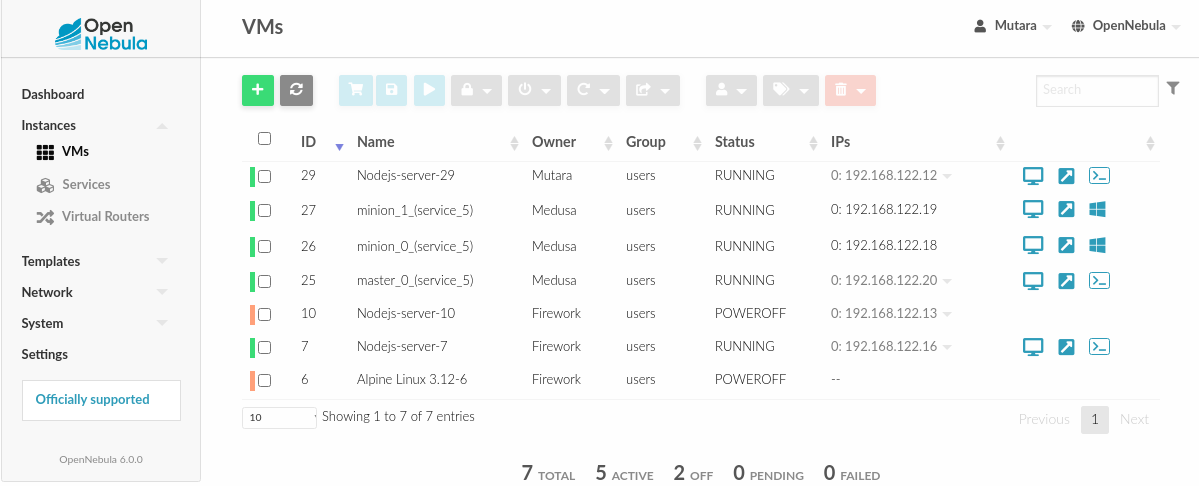 Open
Nebula
VMs
Mutara
OpenNebula
Dashboard
Instances
VMs
Services
Virtual Routers
Templates
Network
System
Settings
Officially supported
OpenNebula 6.0.0
Search
ID Name Owner Group Status IPs
29 Nodejs-server-29 Mutara users RUNNING 0: 192.168.122.12
27 minion_1_(service_5) Medusa users RUNNING 0: 192.168.122.19
26 minion_0_(service_5) Medusa users RUNNING 0: 192.168.122.18
25 master_0_(service_5) Medusa users RUNNING 0: 192.168.122.20
10 Nodejs-server-10 Firework users POWEROFF 0: 192.168.122.13
7 Nodejs-server-7 Firework users RUNNING 0: 192.168.122.16
6 Alpine Linux 3.12-6 Firework users POWEROFF --
10 Showing 1 to 7 of 7 entries
Previous 1 Next
7 TOTAL 5 ACTIVE 2 OFF 0 PENDING 0 FAILED